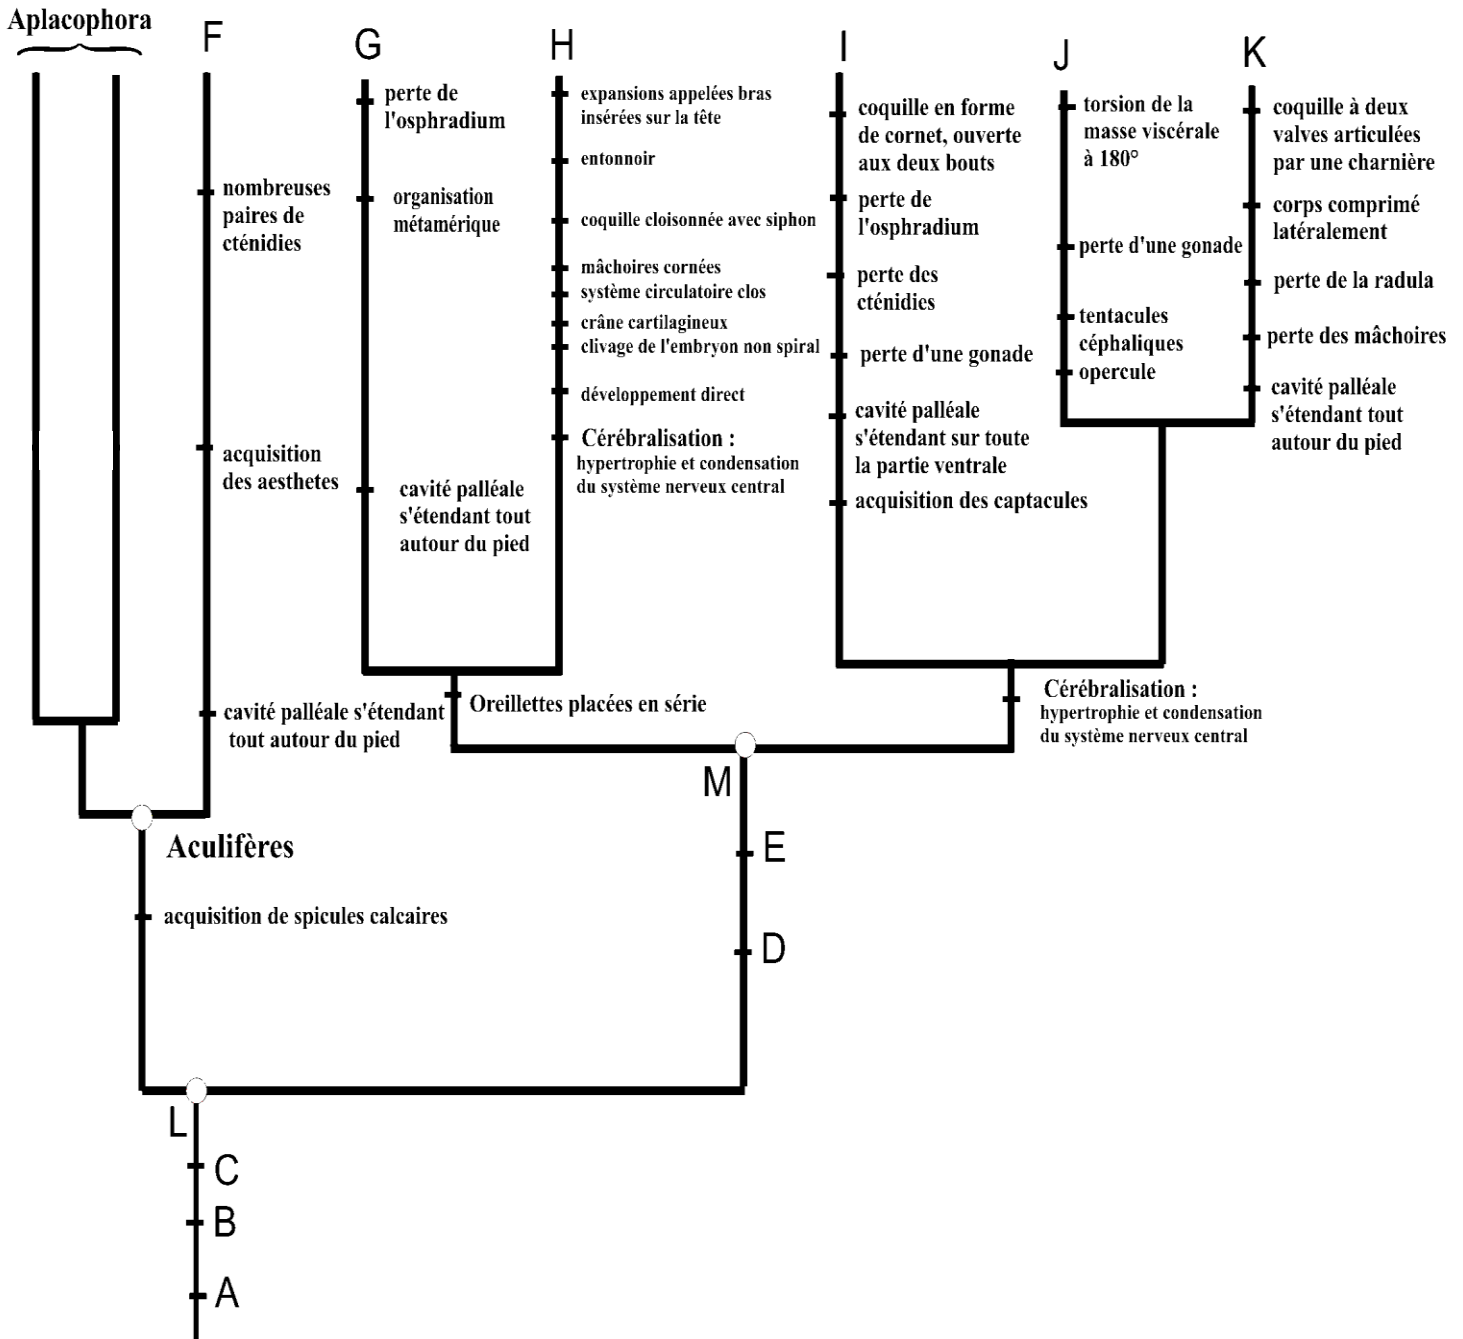 Aplacophora
F
G
H
I
J
K
nombreuses
paires de
cténidies
acquisition
des aesthetes
cavité palléale s'étendant
tout autour du pied
perte de
l'osphradium
organisation
métamérique
cavité palléale
s'étendant tout
autour du pied
expansions appelées bras
insérées sur la tête
entonnoir
coquille cloisonnée avec siphon
mâchoires cornées
système circulatoire clos
crâne cartilagineux
clivage de l'embryon non spiral
développement direct
Cérébralisation :
hypertrophie et condensation
du système nerveux central
coquille en forme
de cornet, ouverte
aux deux bouts
perte de
l'osphradium
perte des
cténidies
perte d'une gonade
cavité palléale
s'étendant sur toute
la partie ventrale
acquisition des captacules
torsion de la
masse viscérale
à 180°
perte d'une gonade
tentacules
céphaliques
opercule
coquille à deux
valves articulées
par une charnière
corps comprimé
latéralement
perte de la radula
perte des mâchoires
cavité palléale
s'étendant tout
autour du pied
Oreillettes placées en série
Cérébralisation :
hypertrophie et condensation
du système nerveux central
M
Aculifères
E
acquisition de spicules calcaires
D
L
C
B
A